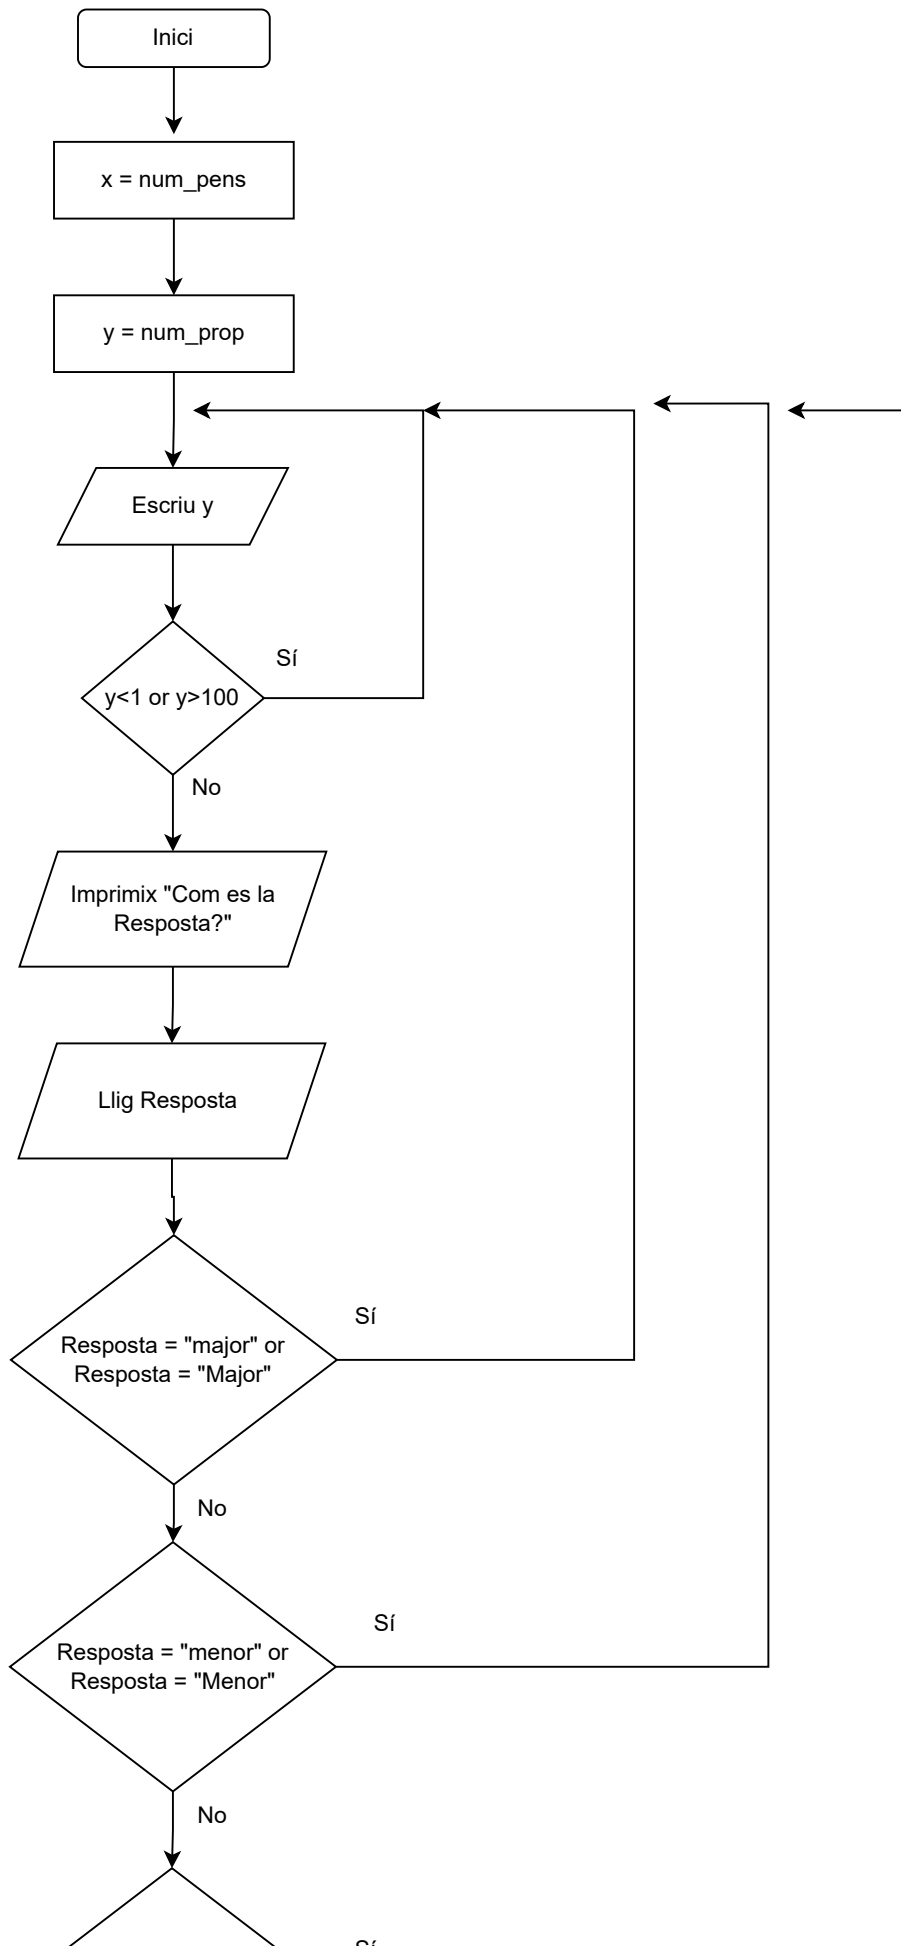 Inici
x = num_pens
y = num_prop
Escriu y
Sí
y<1 or y>100
No
Imprimix "Com es la
Resposta?"
Llig Resposta
Sí
Resposta = "major" or
Resposta = "Major"
No
Sí
Resposta = "menor" or
Resposta = "Menor"
No
Sí